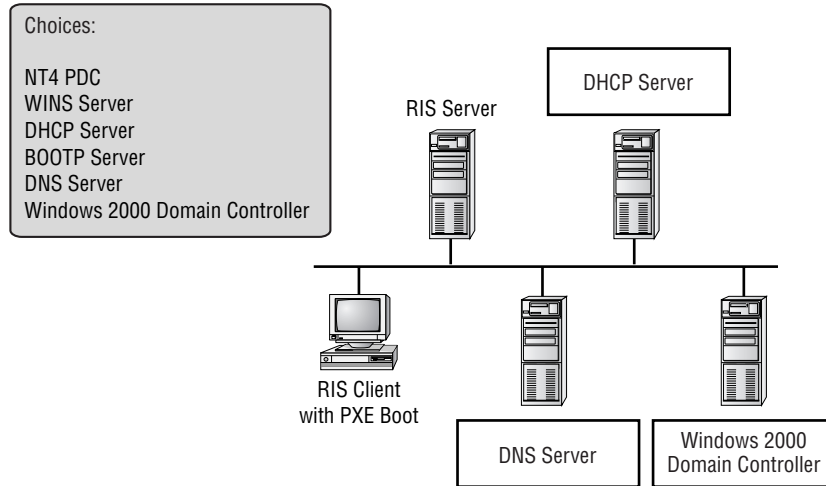 Choices:
NT4 PDC
WINS Server
DHCP Server
BOOTP Server
DNS Server
Windows 2000 Domain Controller
RIS Server
DHCP Server
RIS Client
with PXE Boot
DNS Server
Windows 2000
Domain Controller